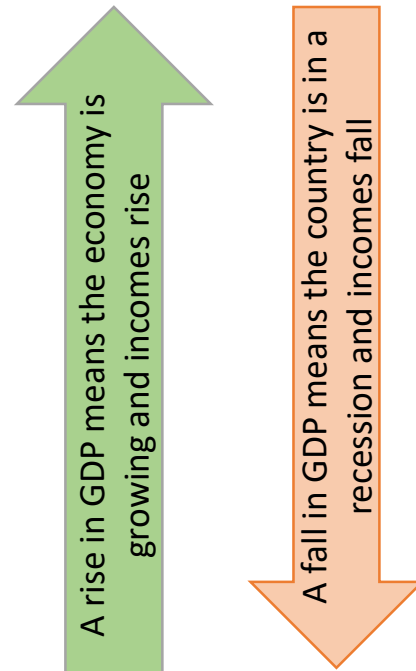 A rise in GDP means the economy is
growing and incomes rise
A fall in GDP means the country is in a
recession and incomes fall